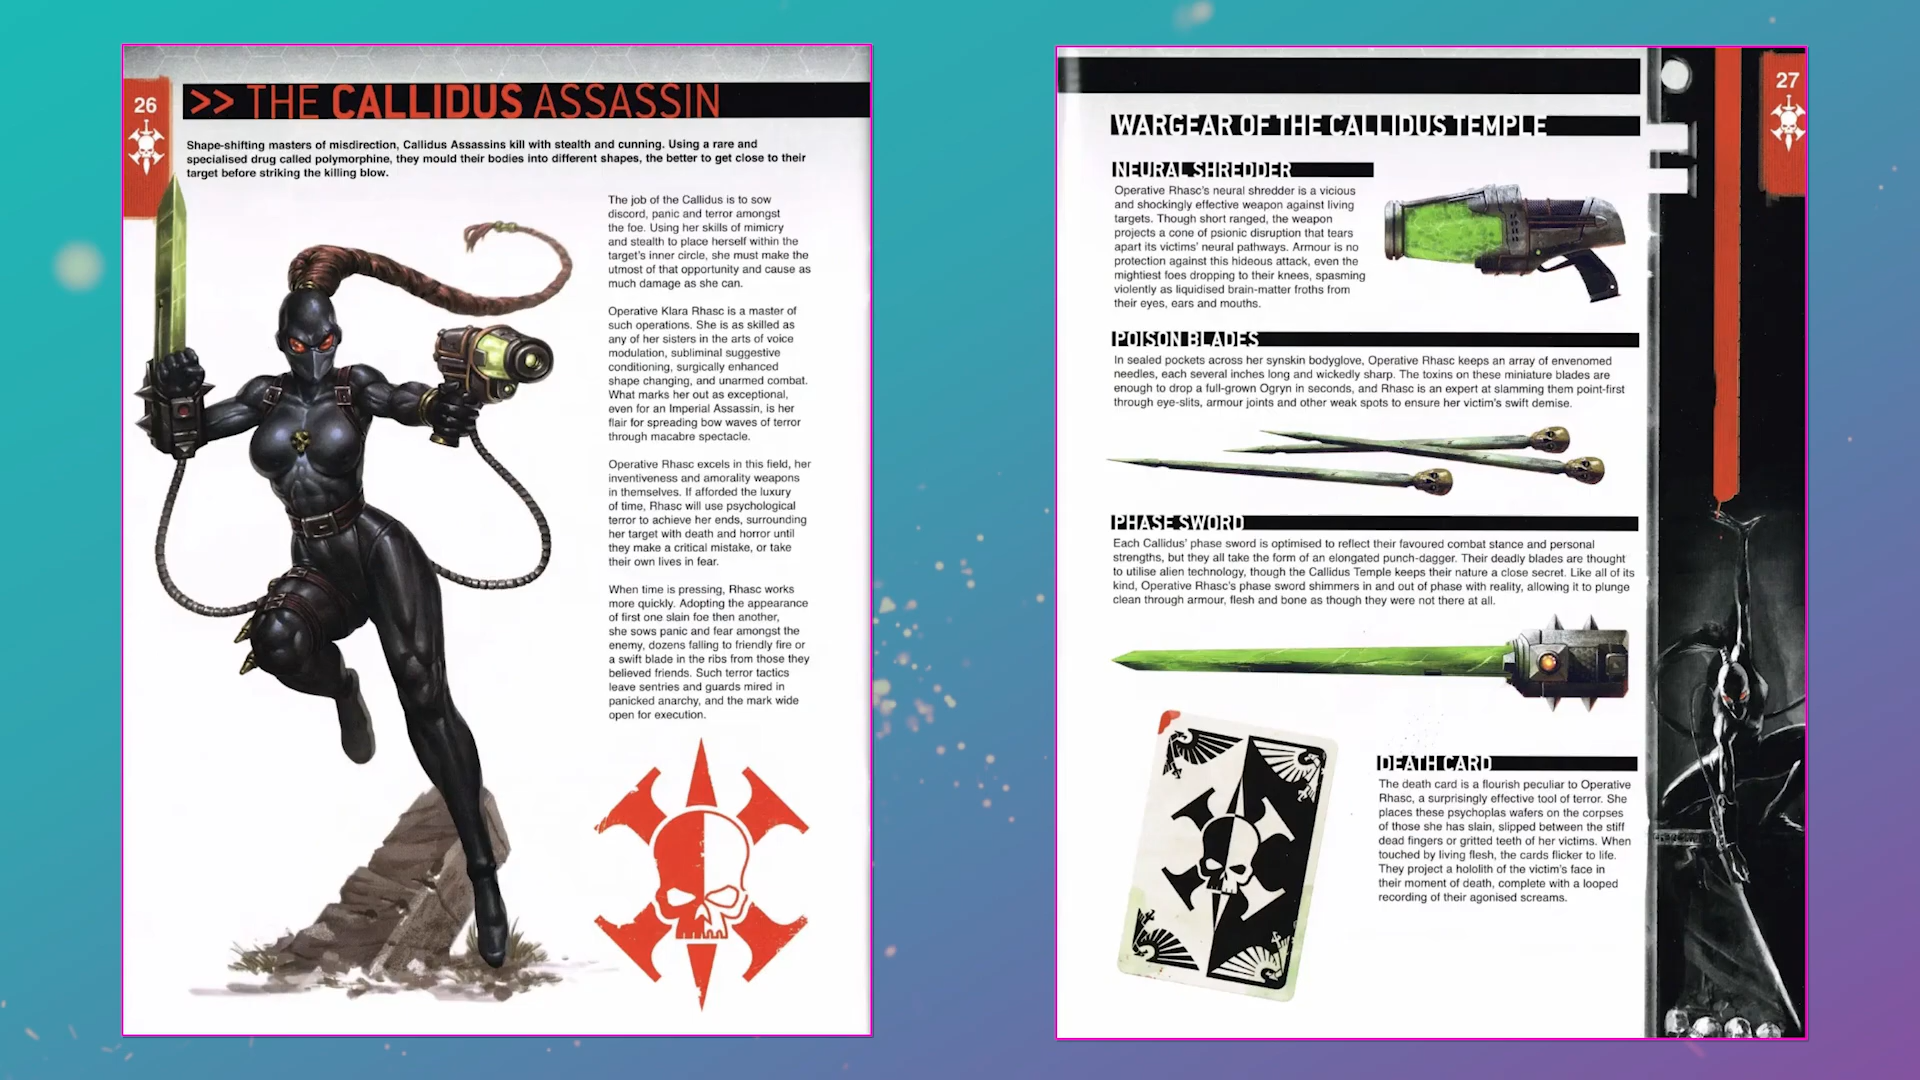 26
>> THE CALLIDUS ASSASSIN
Shape-shifting masters of misdirection, Callidus Assassins kill with stealth and cunning. Using a rare and
specialised drug called polymorphine, they mould their bodies into different shapes, the better to get close to their
target before striking the killing blow.
The job of the Callidus is to sow
discord, panic and terror amongst
the foe. Using her skills of mimicry
and stealth to place herself within the
target's inner circle, she must make the
utmost of that opportunity and cause as
much damage as she can.
Operative Klara Rhasc is a master of
such operations. She is as skilled as
any of her sisters in the arts of voice
modulation, subliminal suggestive
conditioning, surgically enhanced
shape changing, and unarmed combat.
What marks her out as exceptional,
even for an Imperial Assassin, is her
flair for spreading bow waves of terror
through macabre spectacle.
Operative Rhasc excels in this field, her
inventiveness and amorality weapons
in themselves. If afforded the luxury
of time, Rhasc will use psychological
terror to achieve her ends, surrounding
her target with death and horror until
they make a critical mistake, or take
their own lives in fear.
When time is pressing, Rhasc works
more quickly. Adopting the appearance
of first one slain foe then another,
she sows panic and fear amongst the
enemy, dozens falling to friendly fire or
a swift blade in the ribs from those they
believed friends. Such terror tactics
leave sentries and guards mired in
panicked anarchy, and the mark wide
open for execution.
27
WARGEAR OF THE CALLIDUS TEMPLE
NEURAL SHREDDER
Operative Rhasc's neural shredder is a vicious
and shockingly effective weapon against living
targets. Though short ranged, the weapon
projects a cone of psionic disruption that tears
apart its victims' neural pathways. Armour is no
protection against this hideous attack, even the
mightiest foes dropping to their knees, spasming
violently as liquidised brain-matter froths from
their eyes, ears and mouths.
POISON BLADES
In sealed pockets across her synskin bodyglove, Operative Rhasc keeps an array of envenomed
needles, each several inches long and wickedly sharp. The toxins on these miniature blades are
enough to drop a full-grown Ogryn in seconds, and Rhasc is an expert at slamming them point-first
through eye-slits, armour joints and other weak spots to ensure her victim's swift demise.
PHASE SWORD
Each Callidus' phase sword is optimised to reflect their favoured combat stance and personal
strengths, but they all take the form of an elongated punch-dagger. Their deadly blades are thought
to utilise alien technology, though the Callidus Temple keeps their nature a close secret. Like all of its
kind, Operative Rhasc's phase sword shimmers in and out of phase with reality, allowing it to plunge
clean through armour, flesh and bone as though they were not there at all.
DEATH CARD
The death card is a flourish peculiar to Operative
Rhasc, a surprisingly effective tool of terror. She
places these psychoplas wafers on the corpses
of those she has slain, slipped between the stiff
dead fingers or gritted teeth of her victims. When
touched by living flesh, the cards flicker to life.
They project a hololith of the victim's face in
their moment of death, complete with a looped
recording of their agonised screams.